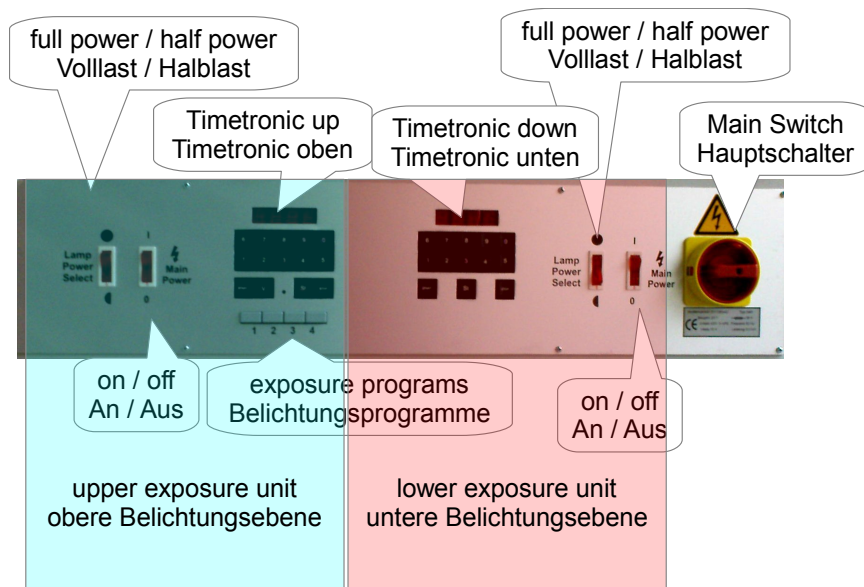 full power / half power
Volllast / Halblast
full power / half power
Volllast / Halblast
Timetronic up
Timetronic oben
Timetronic down
Timetronic unten
Main Switch
Hauptschalter
Lamp
Power
Select
I
0
Main
Power
1 2 3 4
Lamp
Power
Select
I
0
Main
Power
CE
on / off
An / Aus
exposure programs
Belichtungsprogramme
on / off
An / Aus
upper exposure unit
obere Belichtungsebene
lower exposure unit
untere Belichtungsebene